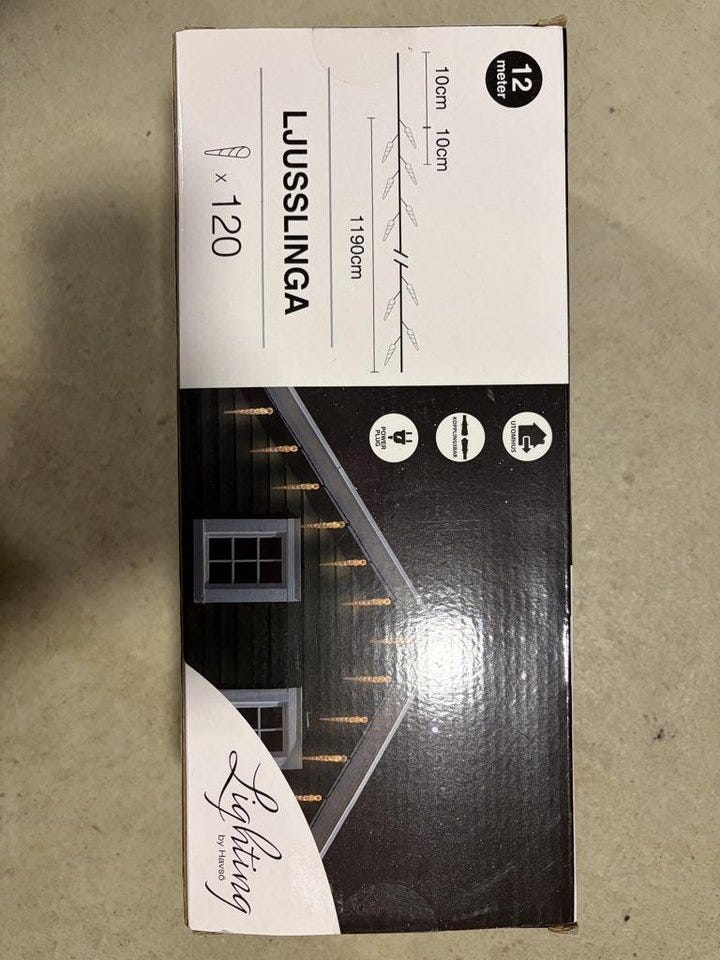 12
meter
10cm
10cm
1190cm
LJUSSLINGA
x 120
UTOMHUS
KOPPLINGSBAR
POWER
PLUG
Lighting
by Havsö